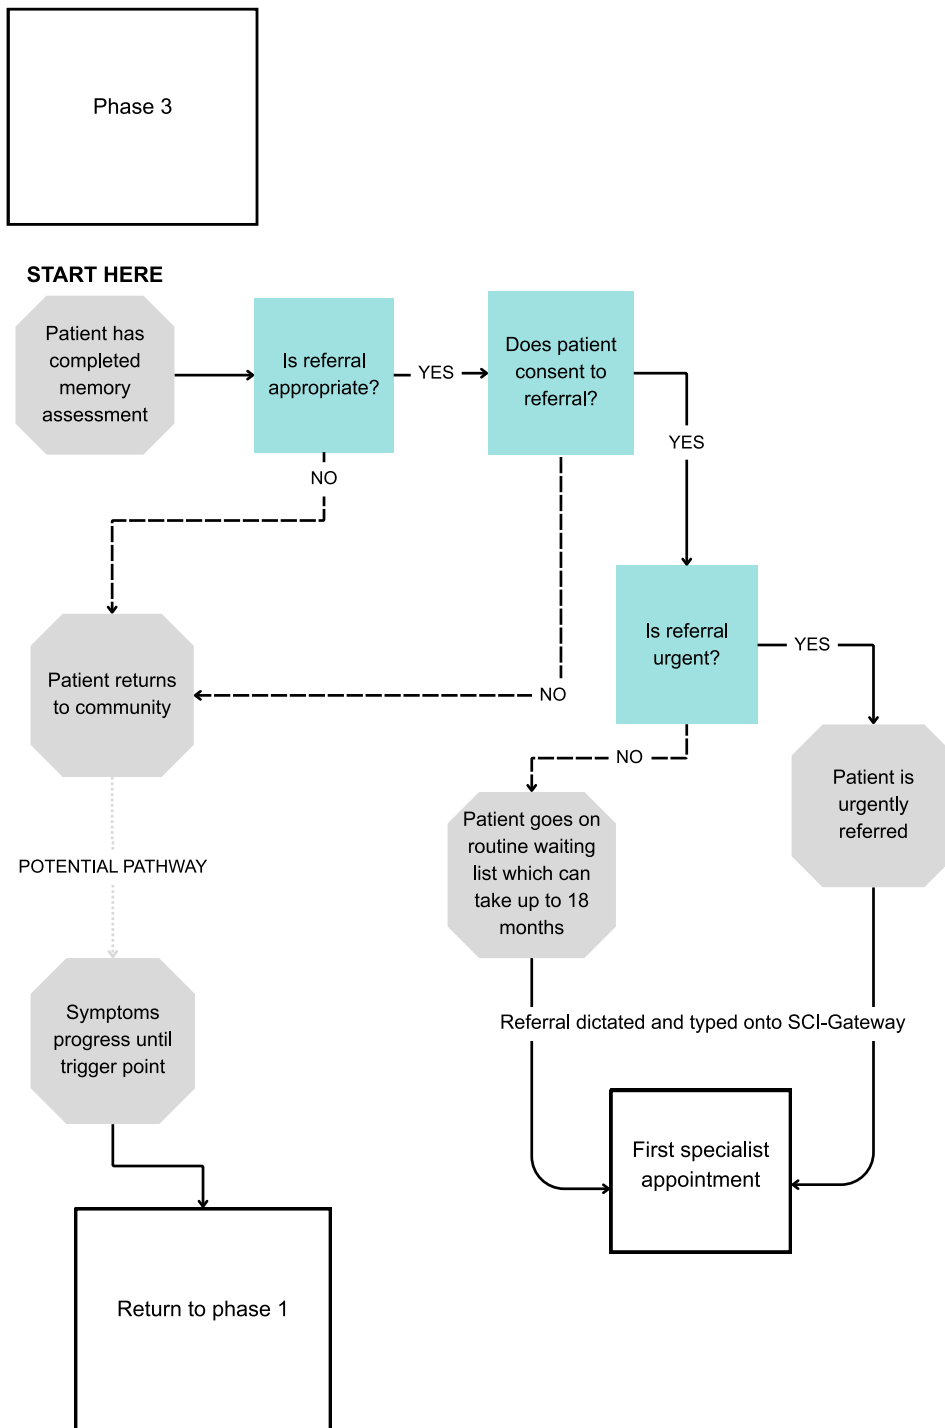 Phase 3
START HERE
Patient has
completed
memory
assessment
Is referral
appropriate?
YES
Does patient
consent to
referral?
NO
YES
Is referral
urgent?
YES
Patient returns
to community
NO
NO
Patient is
urgently
referred
Patient goes on
routine waiting
list which can
take up to 18
months
POTENTIAL PATHWAY
Symptoms
progress until
trigger point
Referral dictated and typed onto SCI-Gateway
First specialist
appointment
Return to phase 1